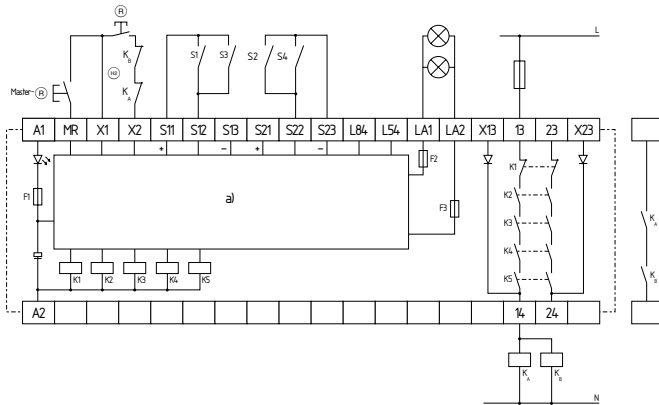 R
L
K B
S1 S3 S2 S4
H2
Master- R
K A
A1 MR X1 X2 S11 S12 S13 S21 S22 S23 L84 L54 LA1 LA2 X13 13 23 X23
+ – + –
F2
K1
F1
a)
K2
F3
K3
K A
K4
K1 K2 K3 K4 K5
K5
K B
A2 14 24
K A K B
N